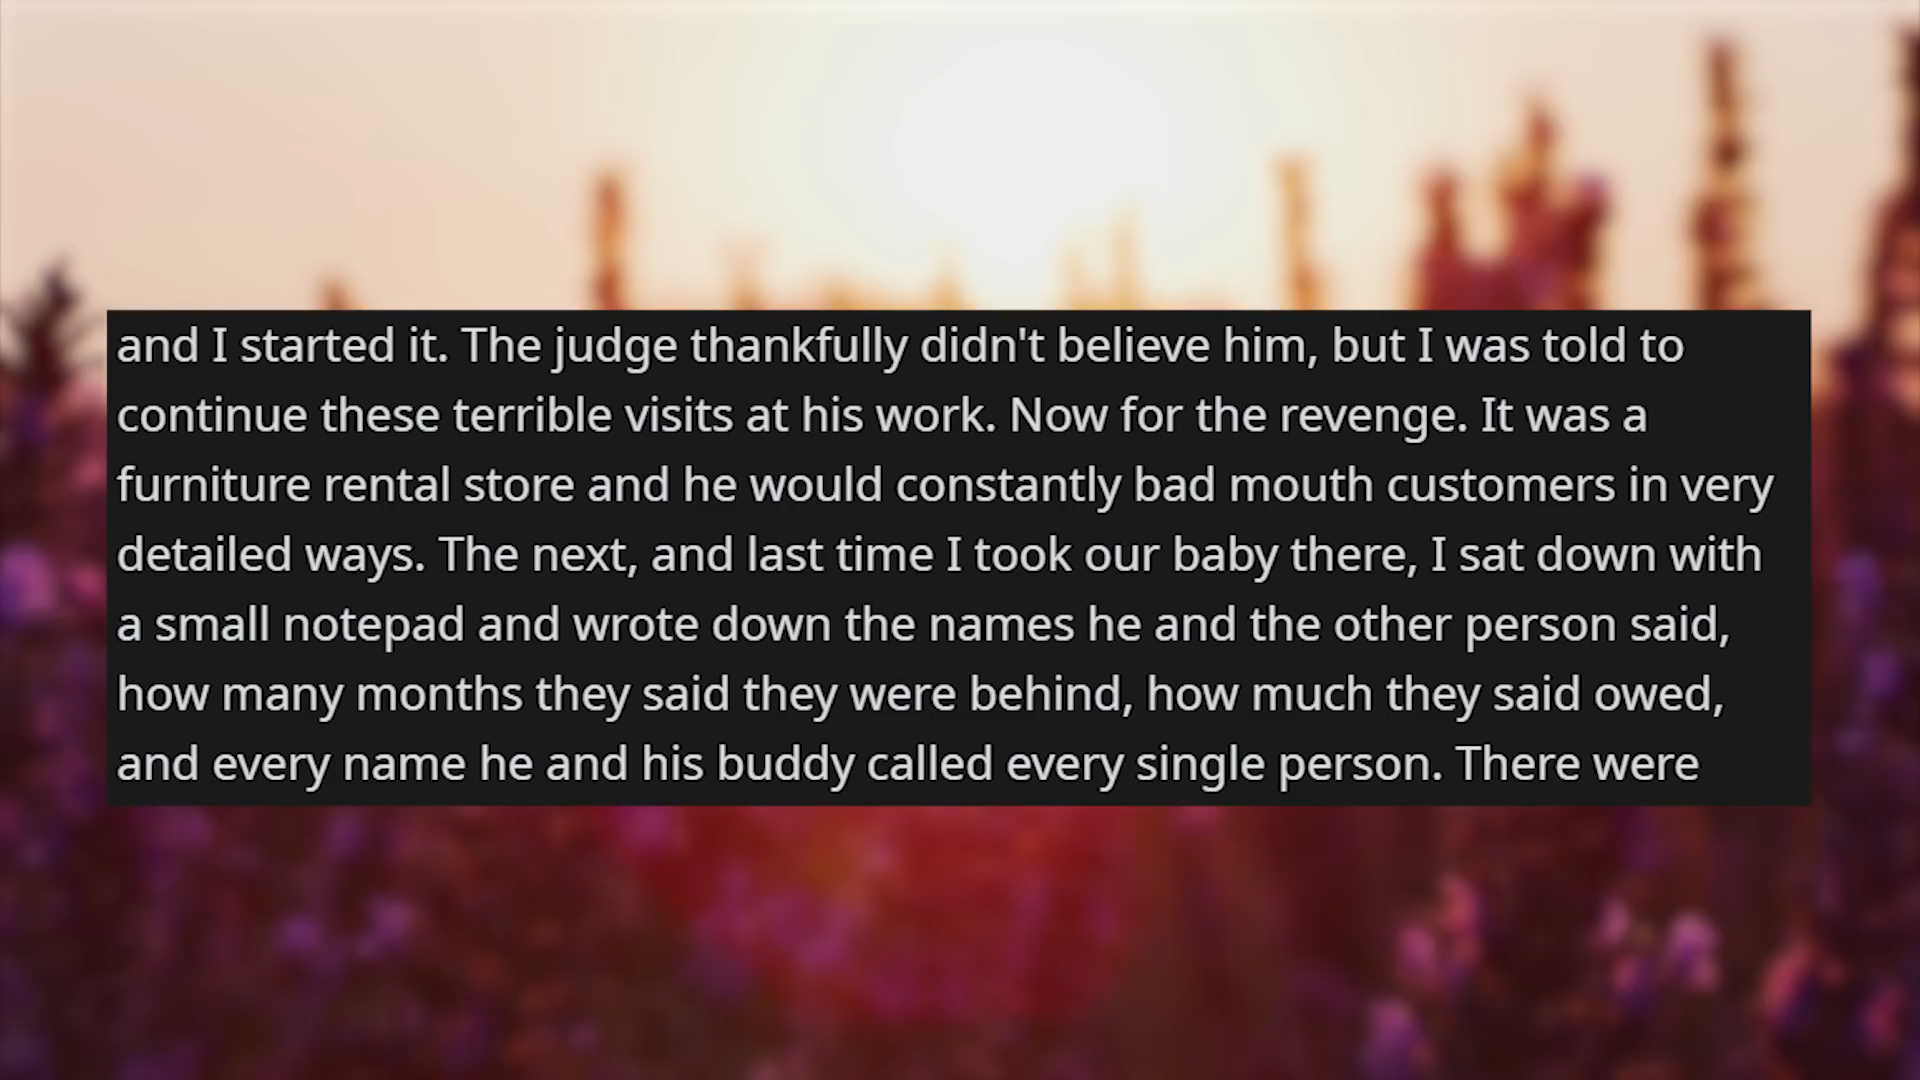 and I started it. The judge thankfully didn't believe him, but I was told to
continue these terrible visits at his work. Now for the revenge. It was a
furniture rental store and he would constantly bad mouth customers in very
detailed ways. The next, and last time I took our baby there, I sat down with
a small notepad and wrote down the names he and the other person said,
how many months they said they were behind, how much they said owed,
and every name he and his buddy called every single person. There were